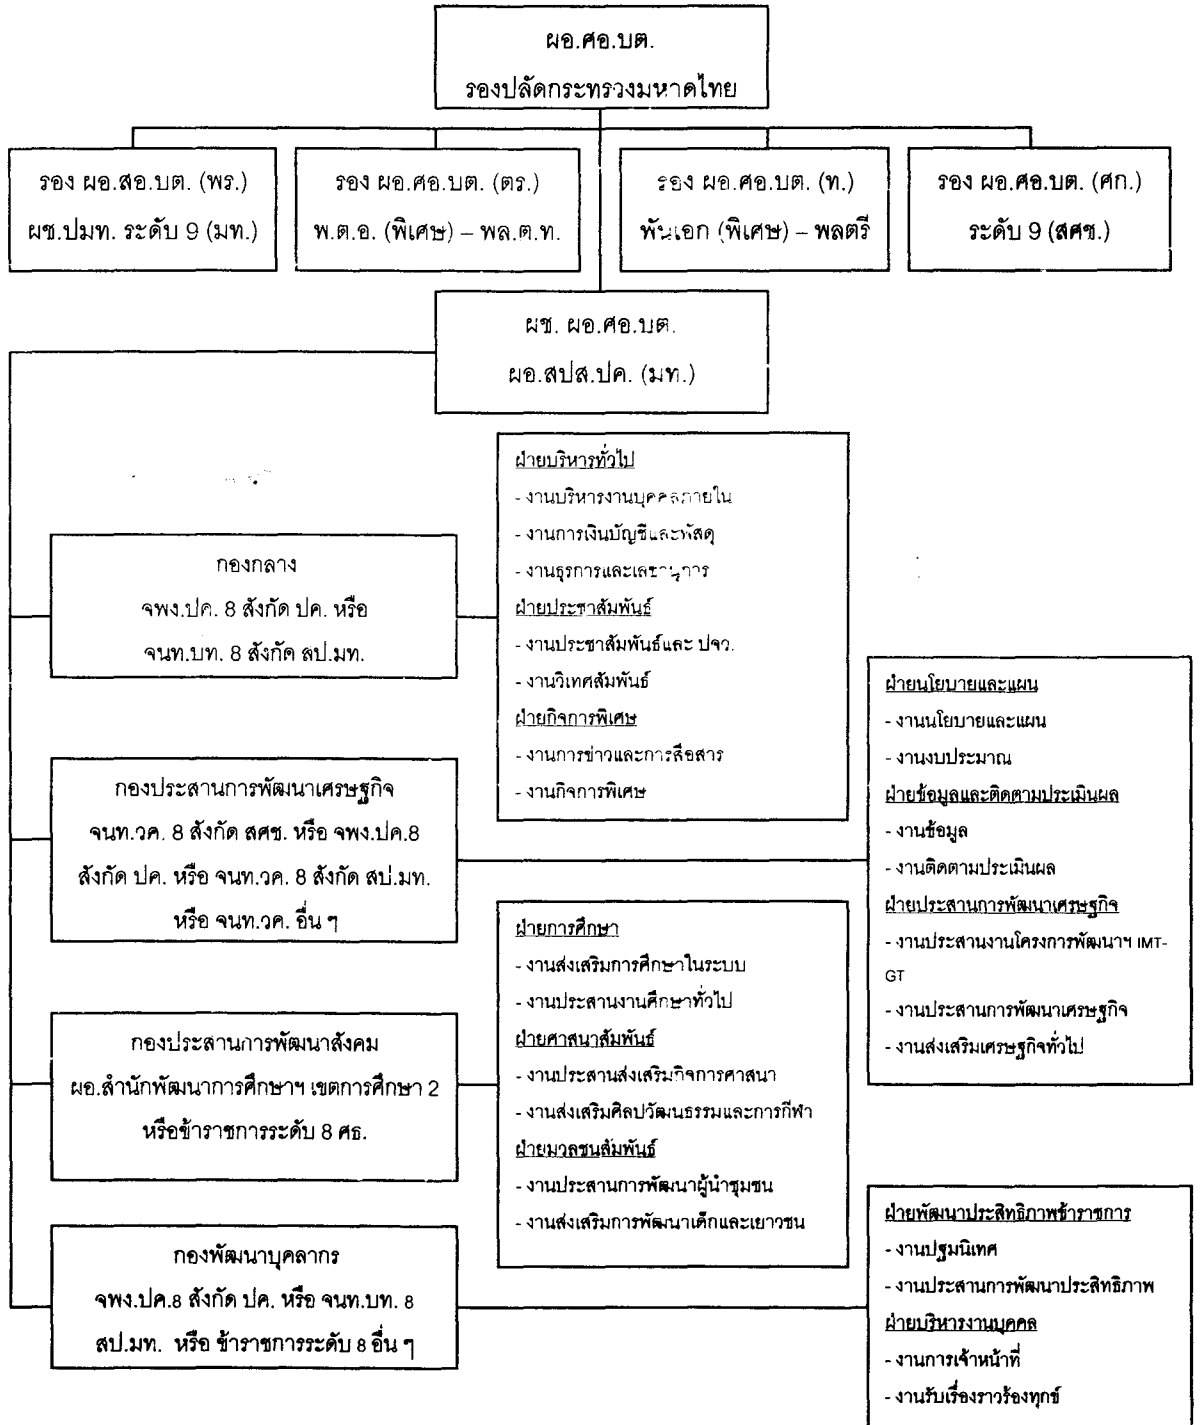 ผอ.ศอ.บต.
รองปลัดกระทรวงมหาดไทย
รอง ผอ.สอ.บต. (พร.)
ผช.ปมท. ระดับ 9 (มท.)
รอง ผอ.ศอ.บต. (ตร.)
พ.ต.อ. (พิเศษ) – พล.ต.ท.
รอง ผอ.ศอ.บต. (ท.)
พันเอก (พิเศษ) – พลตรี
รอง ผอ.ศอ.บต. (ศก.)
ระดับ 9 (สศช.)
ผช. ผอ.ศอ.บต.
ผอ.สปส.ปค. (มท.)
กองกลาง
จพง.ปค. 8 สังกัด ปค. หรือ
จนท.บท. 8 สังกัด สป.มท.
ฝ่ายบริหารทั่วไป
- งานบริหารงานบุคคลภายใน
- งานการเงินบัญชีและพัสดุ
- งานธุรการและเลขานุการ
ฝ่ายประชาสัมพันธ์
- งานประชาสัมพันธ์และ ปจว.
- งานวิเทศสัมพันธ์
ฝ่ายกิจการพิเศษ
- งานการข่าวและการสื่อสาร
- งานกิจการพิเศษ
กองประสานการพัฒนาเศรษฐกิจ
จนท.วค. 8 สังกัด สศช. หรือ จพง.ปค.8
สังกัด ปค. หรือ จนท.วค. 8 สังกัด สป.มท.
หรือ จนท.วค. อื่น ๆ
ฝ่ายนโยบายและแผน
- งานนโยบายและแผน
- งานงบประมาณ
ฝ่ายข้อมูลและติดตามประเมินผล
- งานข้อมูล
- งานติดตามประเมินผล
ฝ่ายประสานการพัฒนาเศรษฐกิจ
- งานประสานงานโครงการพัฒนาฯ IMT-
GT
- งานประสานการพัฒนาเศรษฐกิจ
- งานส่งเสริมเศรษฐกิจทั่วไป
กองประสานการพัฒนาสังคม
ผอ.สำนักพัฒนาการศึกษาฯ เขตการศึกษา 2
หรือข้าราชการระดับ 8 ศธ.
ฝ่ายการศึกษา
- งานส่งเสริมการศึกษาในระบบ
- งานประสานงานศึกษาทั่วไป
ฝ่ายศาสนาสัมพันธ์
- งานประสานส่งเสริมกิจการศาสนา
- งานส่งเสริมศิลปวัฒนธรรมและการกีฬา
ฝ่ายมวลชนสัมพันธ์
- งานประสานการพัฒนาผู้นำชุมชน
- งานส่งเสริมการพัฒนาเด็กและเยาวชน
กองพัฒนาบุคลากร
จพง.ปค.8 สังกัด ปค. หรือ จนท.บท. 8
สป.มท. หรือ ข้าราชการระดับ 8 อื่น ๆ
ฝ่ายพัฒนาประสิทธิภาพข้าราชการ
- งานปฐมนิเทศ
- งานประสานการพัฒนาประสิทธิภาพ
ฝ่ายบริหารงานบุคคล
- งานการเจ้าหน้าที่
- งานรับเรื่องราวร้องทุกข์